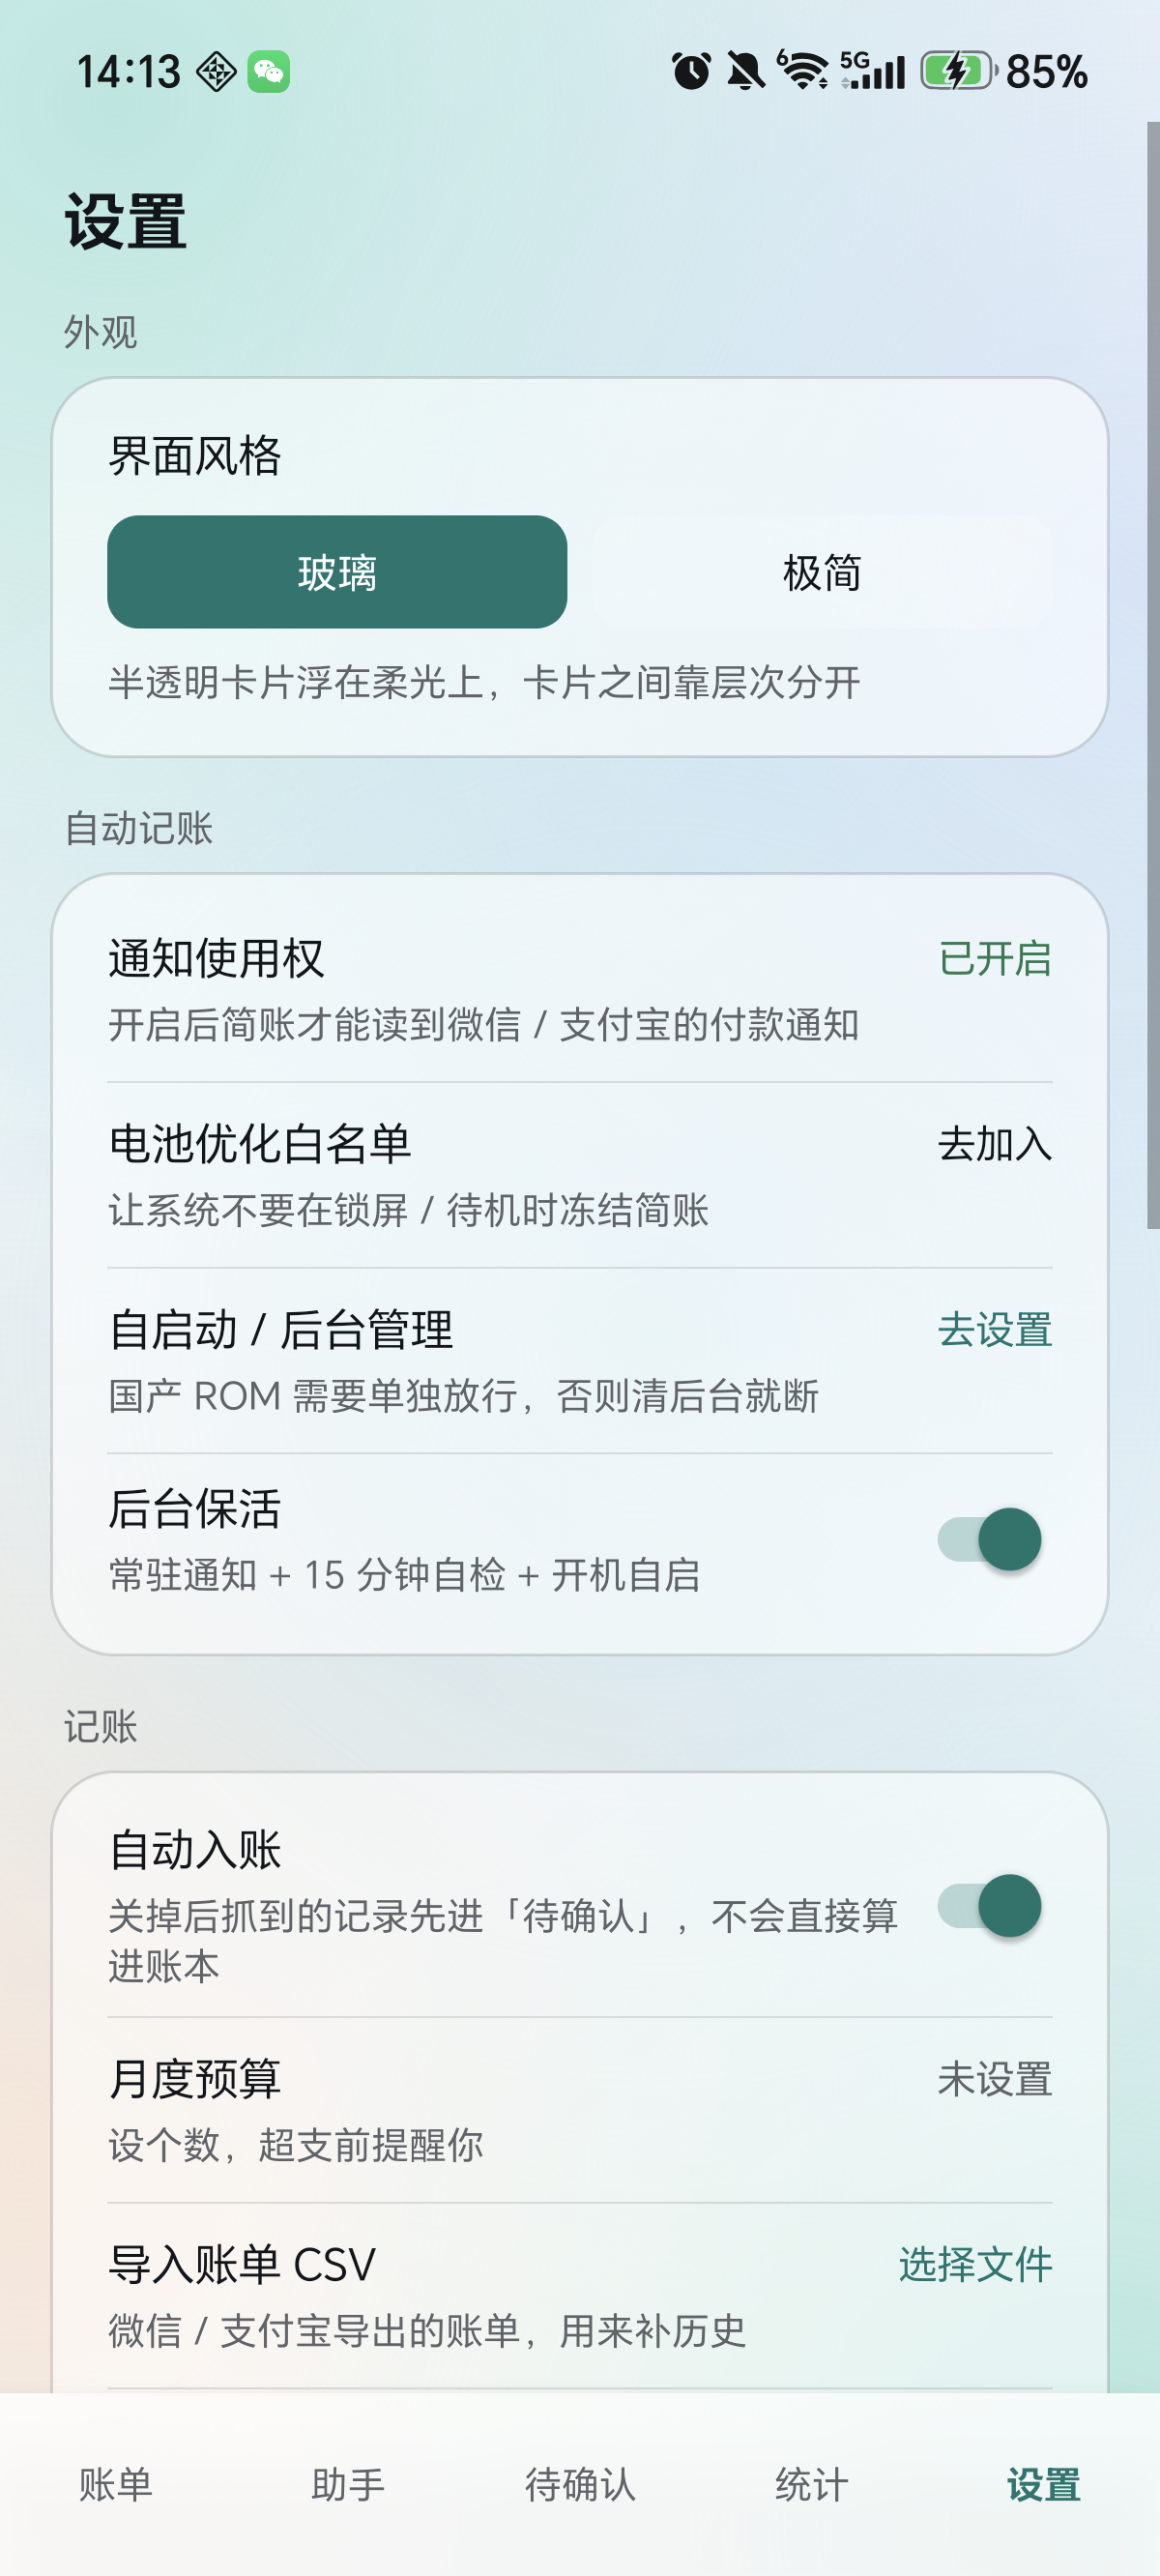 14:13
6
5G
85%
设置
外观
界面风格
玻璃
极简
半透明卡片浮在柔光上，卡片之间靠层次分开
自动记账
通知使用权
已开启
开启后简账才能读到微信 / 支付宝的付款通知
电池优化白名单
去加入
让系统不要在锁屏 / 待机时冻结简账
自启动 / 后台管理
去设置
国产 ROM 需要单独放行，否则清后台就断
后台保活
常驻通知 + 15 分钟自检 + 开机自启
记账
自动入账
关掉后抓到的记录先进「待确认」，不会直接算
进账本
月度预算
未设置
设个数，超支前提醒你
导入账单 CSV
选择文件
微信 / 支付宝导出的账单，用来补历史
账单
助手
待确认
统计
设置